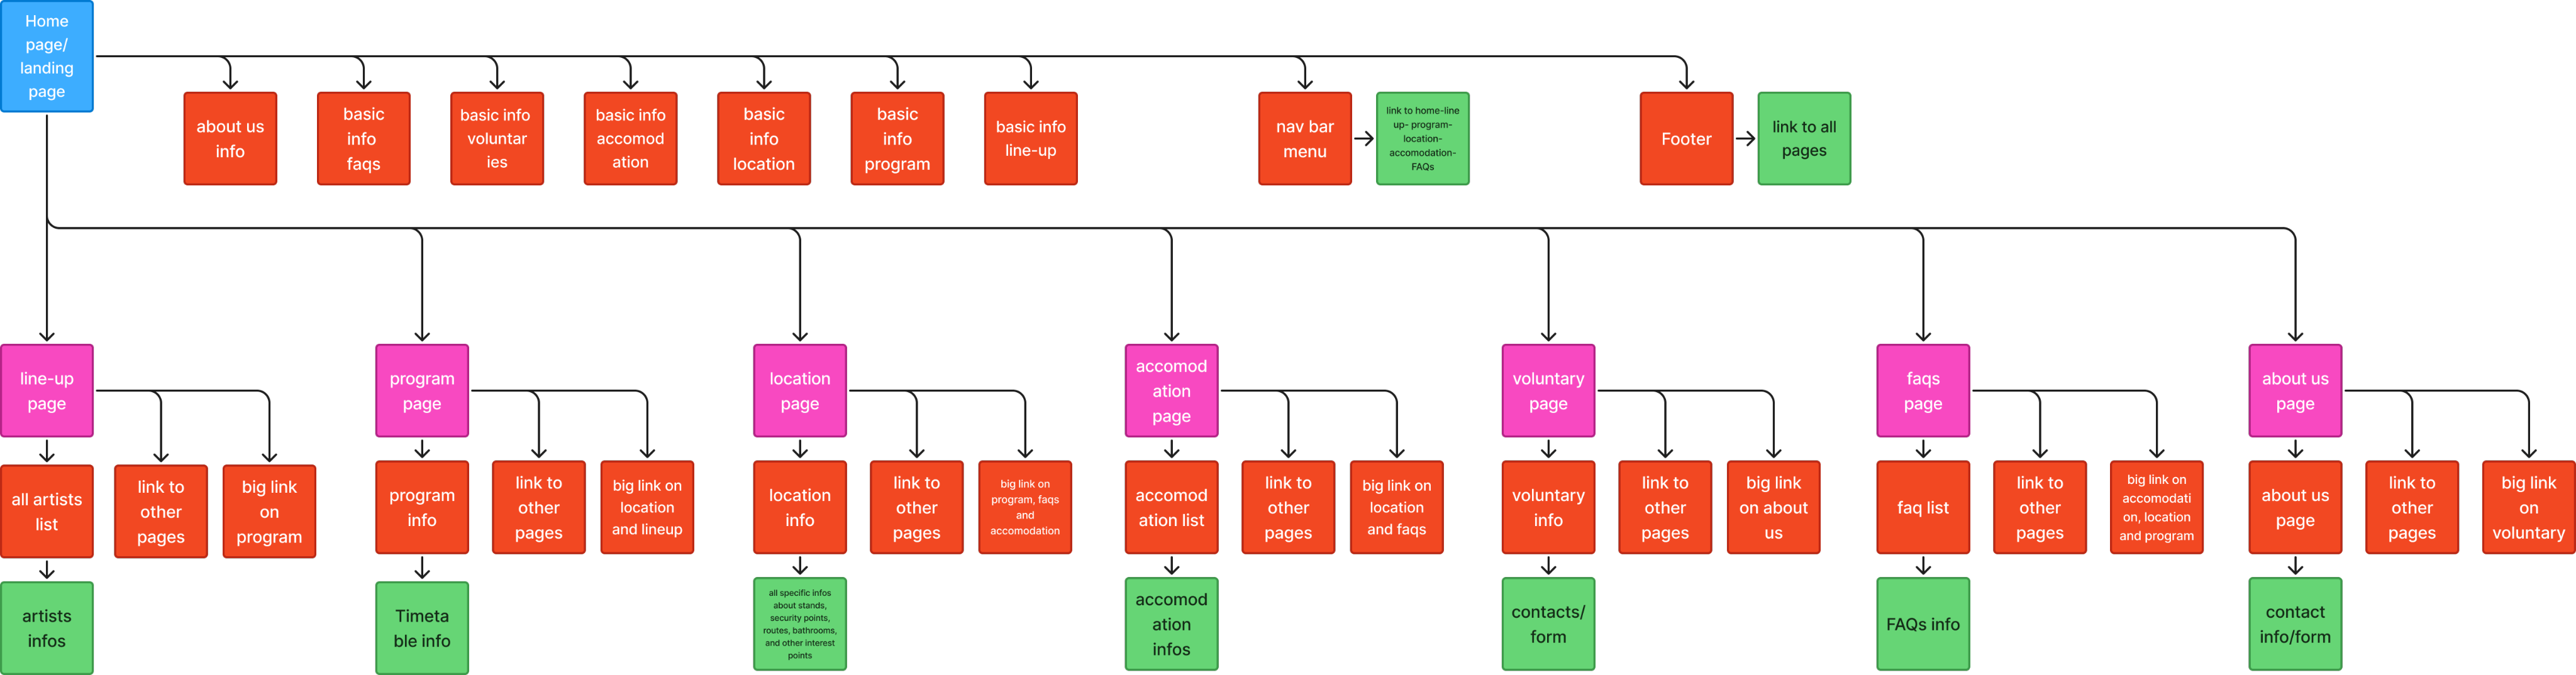 Home
page/
landing
page
about us
info
basic
info
faqs
basic info
voluntar
ies
basic info
accomod
ation
basic
info
location
basic
info
program
basic info
line-up
nav bar
menu
link to home-line
up- program-
location-
accomodation-
FAQs
Footer
link to all
pages
line-up
page
program
page
location
page
accomod
ation
page
voluntary
page
faqs
page
about us
page
all artists
list
link to
other
pages
big link
on
program
program
info
link to
other
pages
big link on
location
and lineup
location
info
link to
other
pages
big link on
program, faqs
and
accomodation
accomod
ation list
link to
other
pages
big link on
location
and faqs
voluntary
info
link to
other
pages
big link
on about
us
faq list
link to
other
pages
big link on
accomodati
on, location
and program
about us
page
link to
other
pages
big link
on
voluntary
artists
infos
Timeta
ble info
all specific infos
about stands,
security points,
routes, bathrooms,
and other interest
points
accomod
ation
infos
contacts/
form
FAQs info
contact
info/form